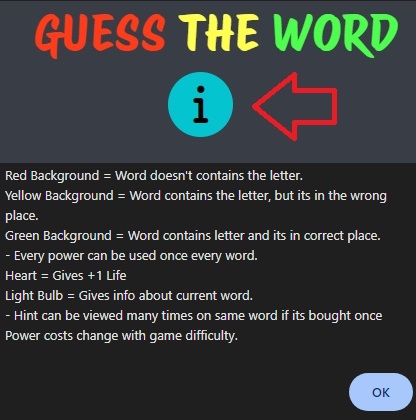 GUESS THE WORD
i
Red Background = Word doesn't contains the letter.
Yellow Background = Word contains the letter, but its in the wrong
place.
Green Background = Word contains letter and its in correct place.
- Every power can be used once every word.
Heart = Gives +1 Life
Light Bulb = Gives info about current word.
- Hint can be viewed many times on same word if its bought once
Power costs change with game difficulty.
OK